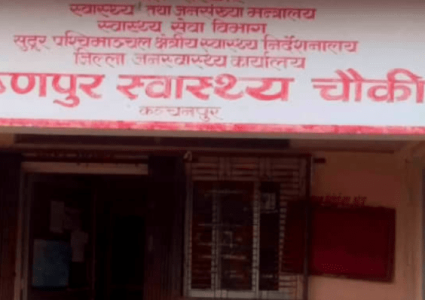 स्वास्थ्य तथा जनसंख्या मन्त्रालय
स्वास्थ्य सेवा विभाग
सुदूर पश्चिमाञ्चल क्षेत्रीय स्वास्थ्य निर्देशनालय
जिल्ला जनस्वास्थ्य कार्यालय
णपुर स्वास्थ्य चौकी
कञ्चनपुर